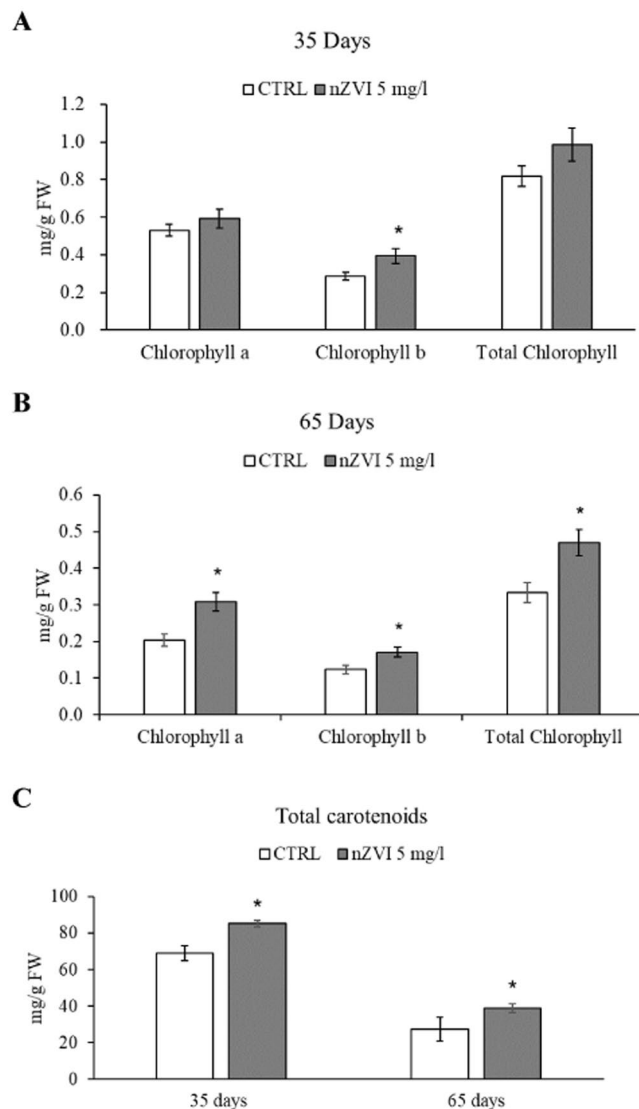 A
35 Days
CTRL nZVI 5 mg/l
1.2
1.0
0.8
0.6
0.4
0.2
0.0
mg/g FW
*
Chlorophyll a Chlorophyll b Total Chlorophyll
B
65 Days
CTRL nZVI 5 mg/l
0.6
0.5
0.4
0.3
0.2
0.1
0.0
mg/g FW
* * *
Chlorophyll a Chlorophyll b Total Chlorophyll
C
Total carotenoids
CTRL nZVI 5 mg/l
100
80
60
40
20
0
mg/g FW
* *
35 days 65 days